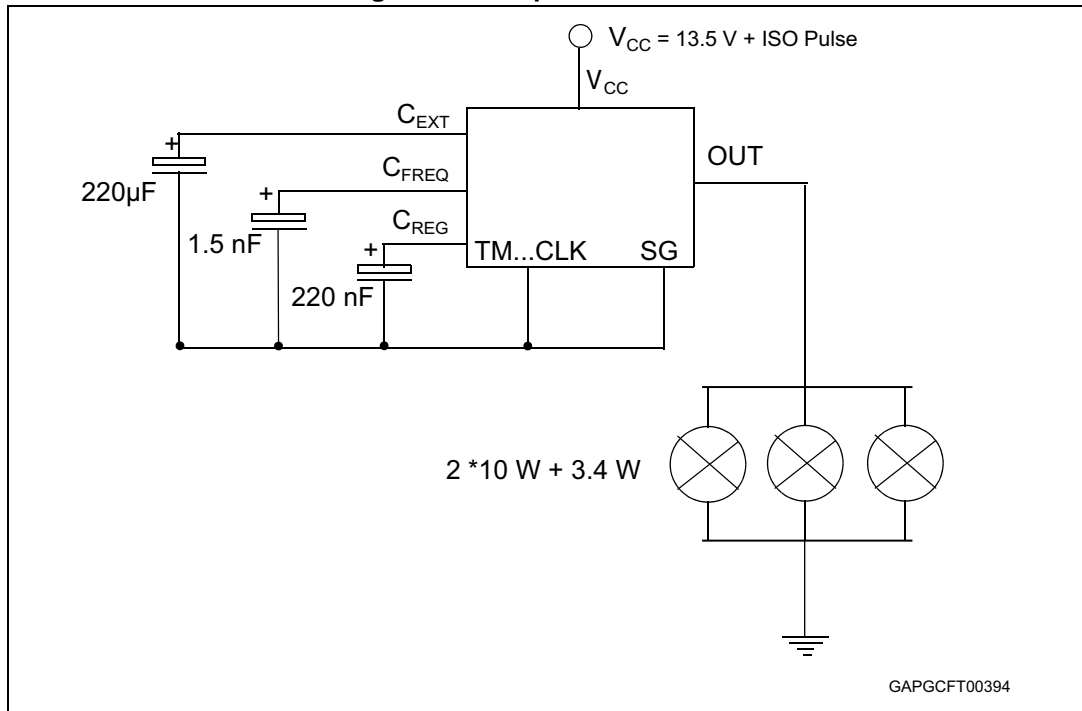 V_CC = 13.5 V + ISO Pulse
V_CC
C_EXT
+
OUT
220µF
C_FREQ
+
1.5 nF
C_REG
+
TM...CLK SG
220 nF
2 *10 W + 3.4 W
GAPGCFT00394